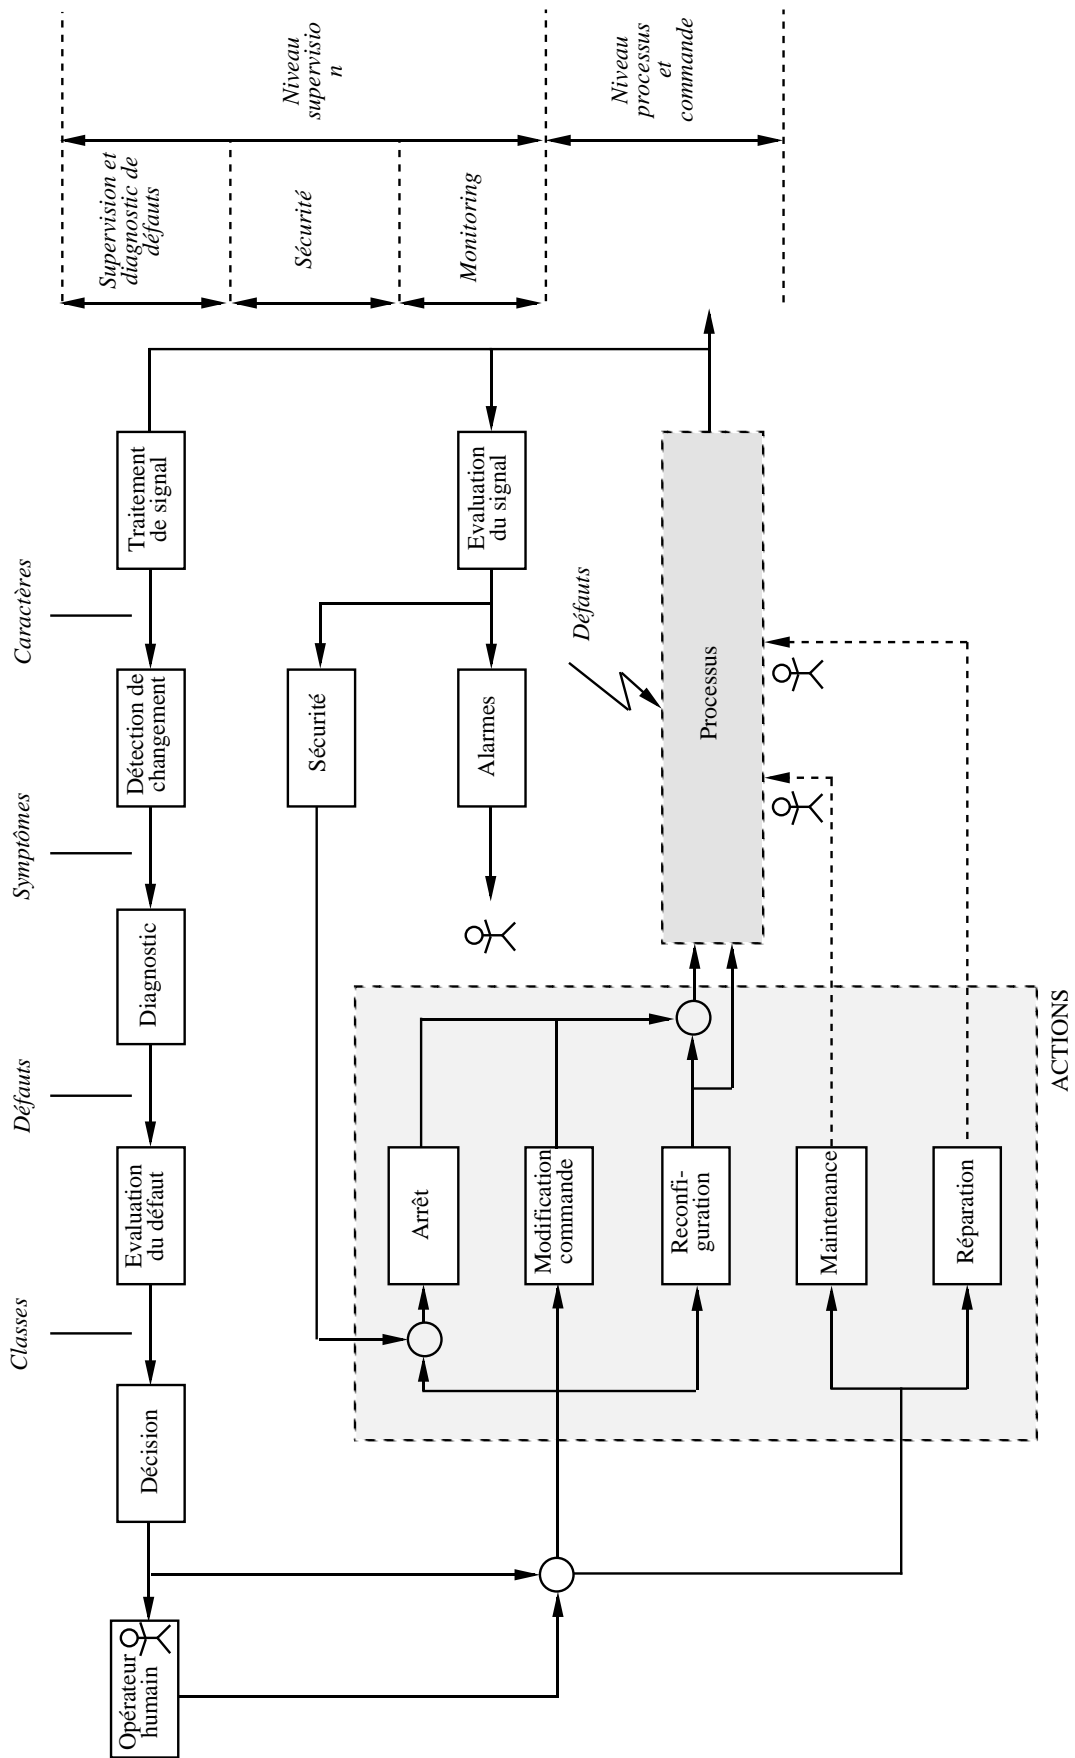 Classes
Défauts
Symptômes
Caractères
Opérateur
humain
Décision
Evaluation
du défaut
Diagnostic
Détection de
changement
Traitement
de signal
Supervision et
diagnostic de
défauts
Sécurité
Sécurité
Niveau
supervisio
n
Arrêt
Alarmes
Evaluation
du signal
Monitoring
Modification
commande
Défauts
Reconfi-
guration
Processus
Niveau
processus
et
commande
Maintenance
Réparation
ACTIONS